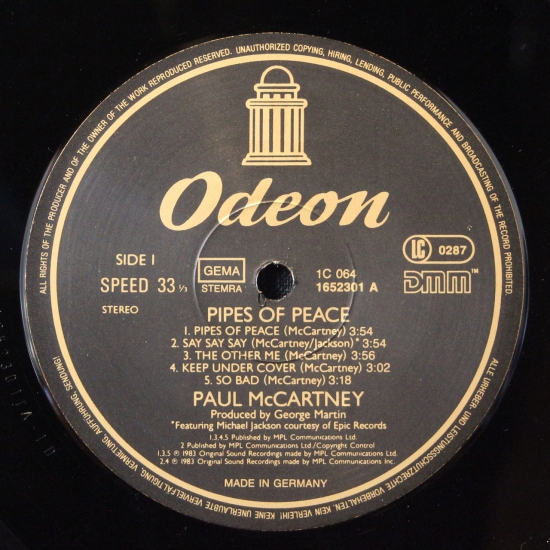 ALL RIGHTS OF THE PRODUCER AND OF THE OWNER OF THE WORK REPRODUCED RESERVED. UNAUTHORIZED COPYING, HIRING, LENDING, PUBLIC PERFORMANCE AND BROADCASTING OF THE RECORD PROHIBITED.
Odeon
SIDE I
SPEED 33 1/3
STEREO
GEMA
STEMRA
1C 064
1652301 A
LC 0287
DMM™
PIPES OF PEACE
1. PIPES OF PEACE (McCartney) 3:54
2. SAY SAY SAY (McCartney/Jackson)* 3:54
3. THE OTHER ME (McCartney) 3:56
4. KEEP UNDER COVER (McCartney) 3:02
5. SO BAD (McCartney) 3:18
PAUL McCARTNEY
Produced by George Martin
*Featuring Michael Jackson courtesy of Epic Records
1.3.4.5 Published by MPL Communications Ltd.
2 Published by MPL Communications Ltd./Copyright Control
1.3.5 ℗ 1983 Original Sound Recordings made by MPL Communications Ltd.
2.4 ℗ 1983 Original Sound Recordings made by MPL Communications Inc.
MADE IN GERMANY
ALLE URHEBER- UND LEISTUNGSSCHUTZRECHTE VORBEHALTEN. KEIN VERLEIH! KEINE UNERLAUBTE VERVIELFÄLTIGUNG, VERMIETUNG, AUFFÜHRUNG, SENDUNG!